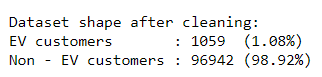 Dataset shape after cleaning:
EV customers : 1059 (1.08%)
Non - EV customers : 96942 (98.92%)